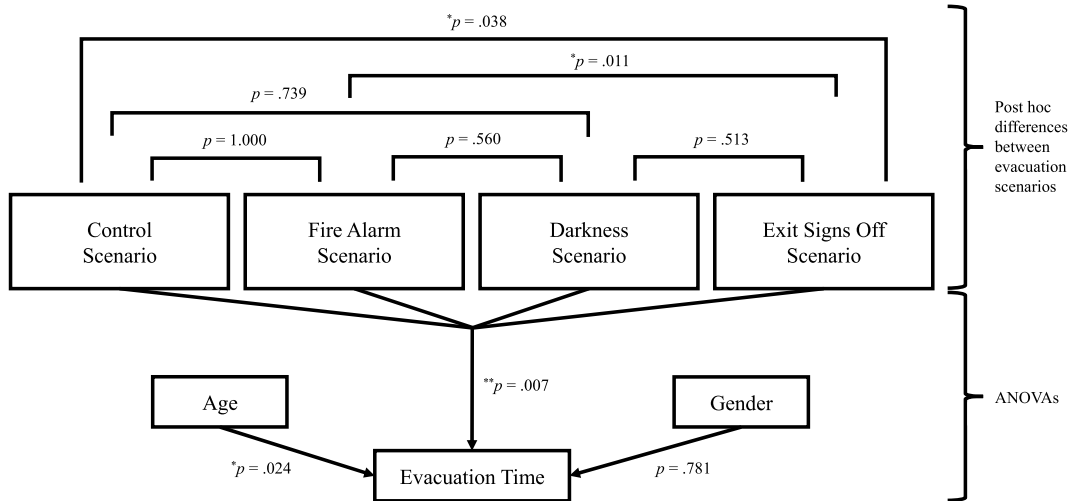 *p = .038
*p = .011
p = .739
p = 1.000
p = .560
p = .513
Post hoc
differences
between
evacuation
scenarios
Control
Scenario
Fire Alarm
Scenario
Darkness
Scenario
Exit Signs Off
Scenario
**p = .007
Age
Gender
ANOVAs
*p = .024
Evacuation Time
p = .781